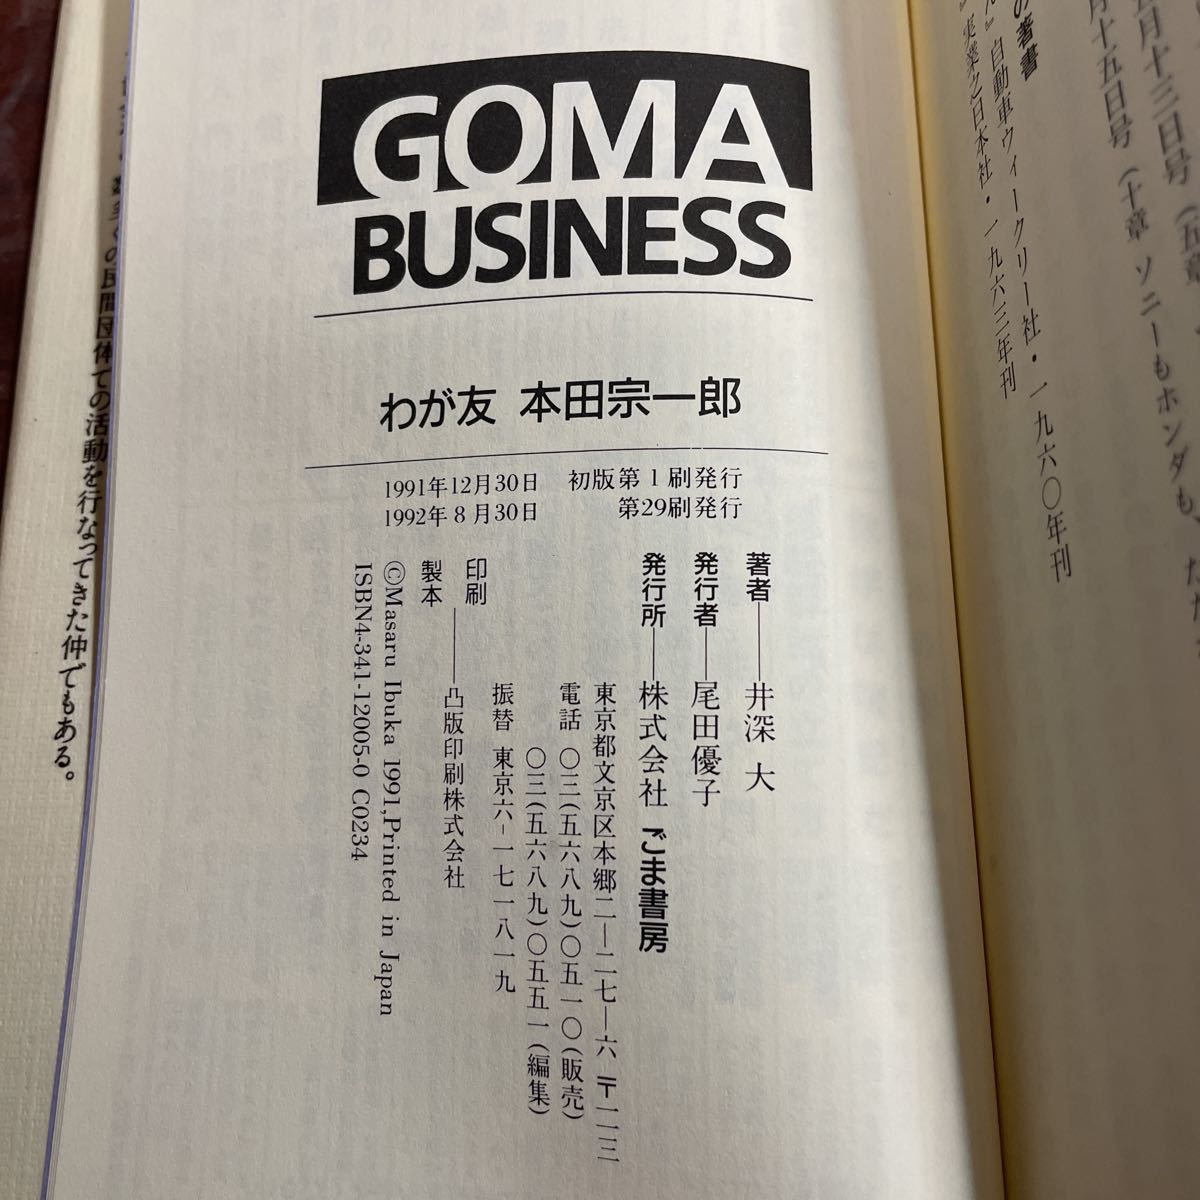 の著書
自動車ウィークリー社・一九六〇年刊
』実業之日本社・一九六三年刊
月十三日号（五章
月十五日号（十章 ソニーもホンダも、
GOMA
BUSINESS
わが友 本田宗一郎
1991年12月30日 初版第1刷発行
1992年8月30日 第29刷発行
著者――井深 大
発行者――尾田優子
発行所――株式会社 ごま書房
東京都文京区本郷二―二七―六 〒一一三
電話 〇三(五六八九)〇五一〇(販売)
〇三(五六八九)〇五五一(編集)
振替 東京六-一七一八一九
印刷
製本――凸版印刷株式会社
©Masaru Ibuka 1991,Printed in Japan
ISBN4-341-12005-0 C0234
くの民間団体での活動を行なってきた仲でもある。